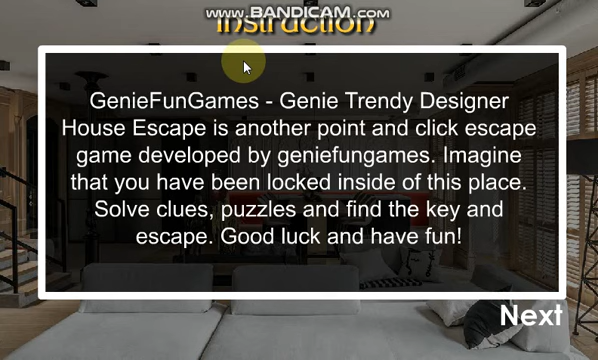 www.BANDICAM.com
Instruction
GenieFunGames - Genie Trendy Designer
House Escape is another point and click escape
game developed by geniefungames. Imagine
that you have been locked inside of this place.
Solve clues, puzzles and find the key and
escape. Good luck and have fun!
Next